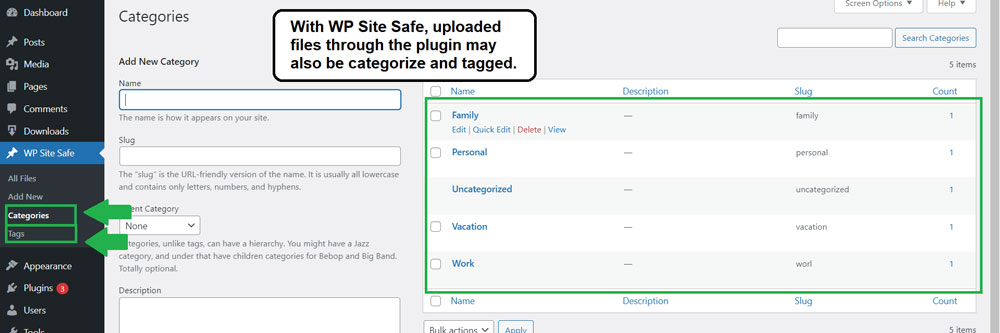 Dashboard
Posts
Media
Pages
Comments
Downloads
WP Site Safe
All Files
Add New
Categories
Tags
Appearance
Plugins 3
Users
Tools
Categories
With WP Site Safe, uploaded
files through the plugin may
also be categorize and tagged.
Screen Options
Help
Search Categories
Add New Category
Name
The name is how it appears on your site.
Slug
The "slug" is the URL-friendly version of the name. It is usually all lowercase
and contains only letters, numbers, and hyphens.
ent Category
None
tegories, unlike tags, can have a hierarchy. You might have a Jazz
category, and under that have children categories for Bebop and Big Band.
Totally optional.
Description
5 items
Name Description Slug Count
Family — family 1
Edit | Quick Edit | Delete | View
Personal — personal 1
Uncategorized — uncategorized 1
Vacation — vacation 1
Work — worl 1
Name Description Slug Count
Bulk actions Apply
5 items